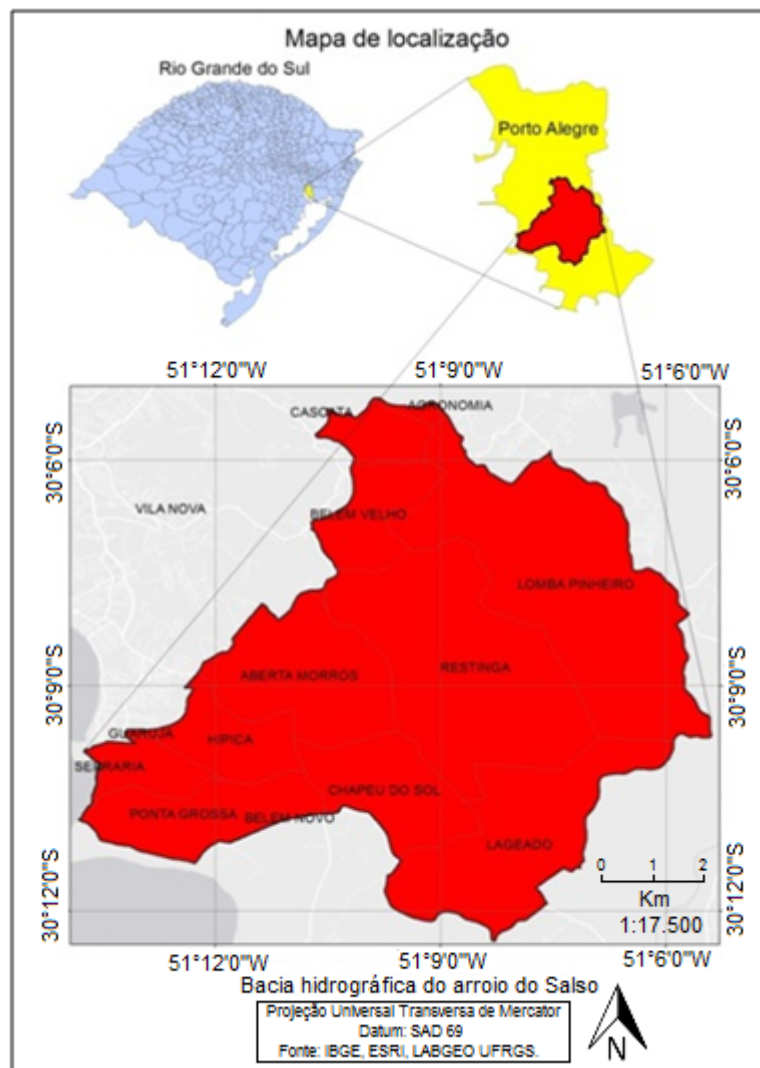 Mapa de localização
Rio Grande do Sul
Porto Alegre
51°12'0"W 51°9'0"W 51°6'0"W
CASCATA AGRONOMIA
30°6'0"S 30°6'0"S
VILA NOVA
BELEM VELHO
LOMBA PINHEIRO
RESTINGA
ABERTA MORROS
30°9'0"S 30°9'0"S
GUARUJA
HIPICA
SERRARIA
CHAPEU DO SOL
PONTA GROSSA
BELEM NOVO
LAGEADO
0 1 2
Km
1:17.500
30°12'0"S 30°12'0"S
51°12'0"W 51°9'0"W 51°6'0"W
Bacia hidrográfica do arroio do Salso
Projeção Universal Transversa de Mercator
Datum: SAD 69
Fonte: IBGE, ESRI, LABGEO UFRGS.
N